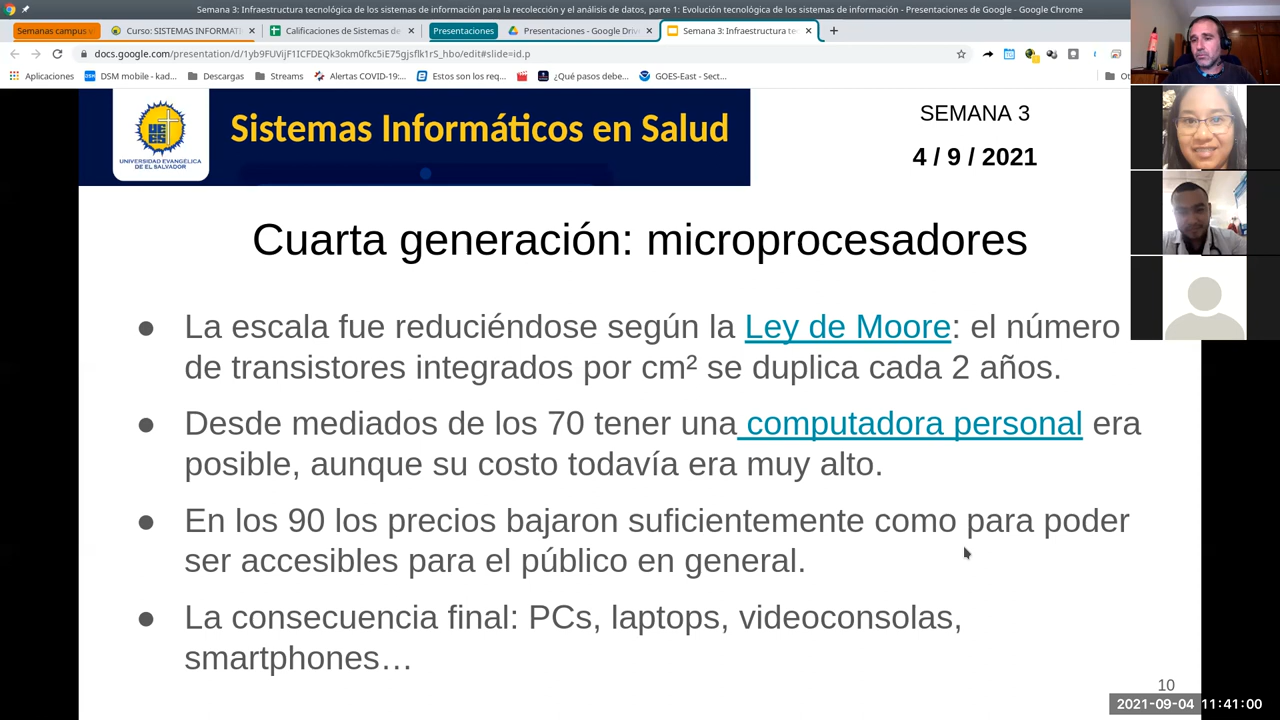 Semana 3: Infraestructura tecnológica de los sistemas de información para la recolección y el análisis de datos, parte 1: Evolución tecnológica de los sistemas de información - Presentaciones de Google - Google Chrome
Semanas campus v
Curso: SISTEMAS INFORMATI
Calificaciones de Sistemas de
Presentaciones
Presentaciones - Google Drive
Semana 3: Infraestructura te
docs.google.com/presentation/d/1yb9FUVijF1ICFDEQk3okm0fkc5iE75gjsflk1rS_hbo/edit#slide=id.p
Aplicaciones
DSM mobile - kad...
Descargas
Streams
Alertas COVID-19:...
Estos son los req...
¿Qué pasos debe...
GOES-East - Sect...
UNIVERSIDAD EVANGÉLICA
DE EL SALVADOR
Sistemas Informáticos en Salud
SEMANA 3
4 / 9 / 2021
Cuarta generación: microprocesadores
● La escala fue reduciéndose según la Ley de Moore: el número
de transistores integrados por cm² se duplica cada 2 años.
● Desde mediados de los 70 tener una computadora personal era
posible, aunque su costo todavía era muy alto.
● En los 90 los precios bajaron suficientemente como para poder
ser accesibles para el público en general.
● La consecuencia final: PCs, laptops, videoconsolas,
smartphones…
10
2021-09-04 11:41:00